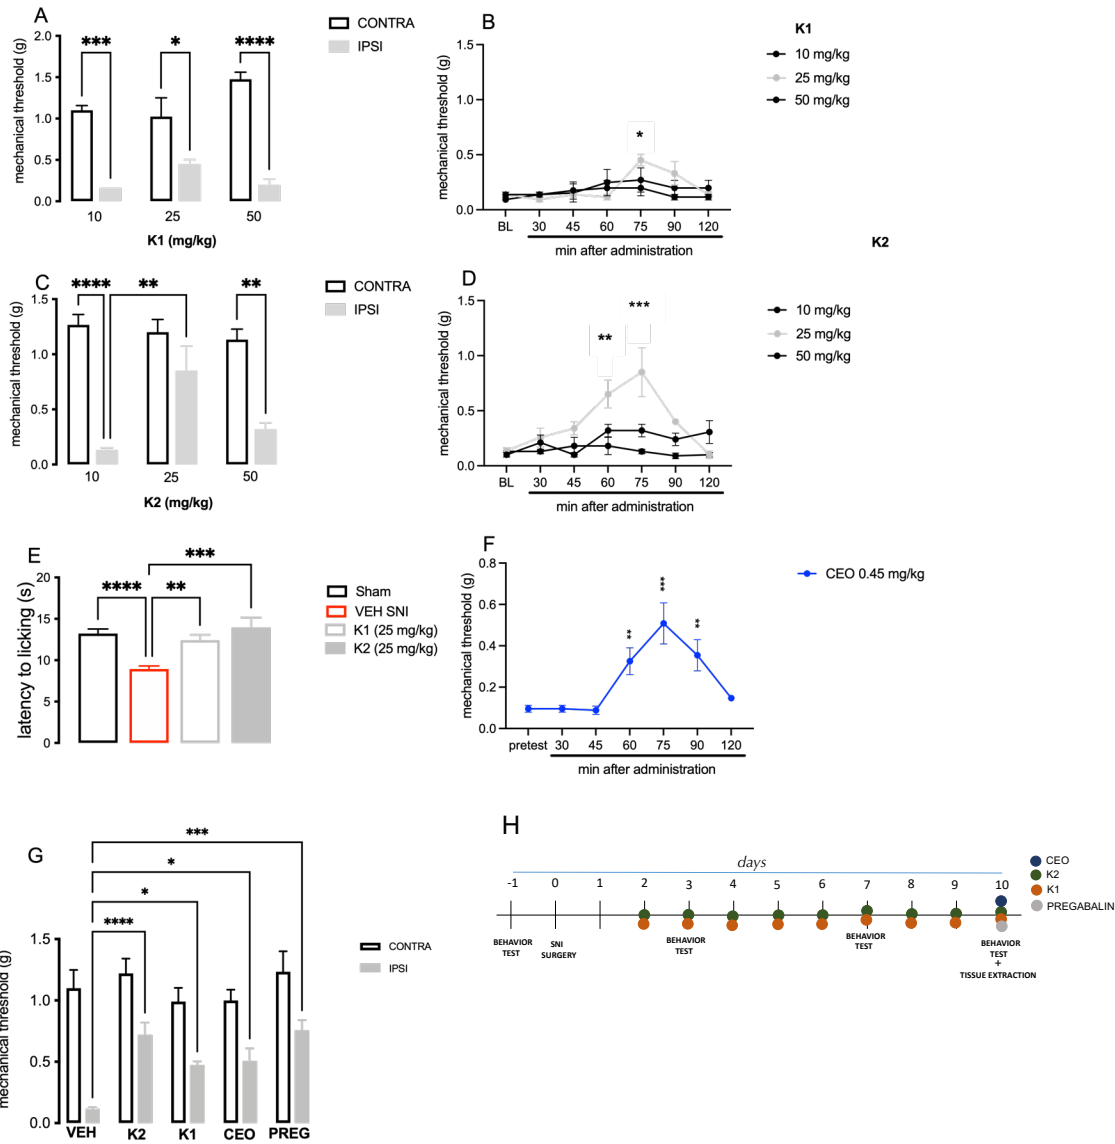 A
CONTRA
IPSI
mechanical threshold (g)
2.0
1.5
1.0
0.5
0.0
***
*
****
10
25
50
K1 (mg/kg)
B
K1
10 mg/kg
25 mg/kg
50 mg/kg
mechanical threshold (g)
1.5
1.0
0.5
0.0
*
BL
30
45
60
75
90
120
min after administration
C
CONTRA
IPSI
mechanical threshold (g)
1.5
1.0
0.5
0.0
****
**
**
10
25
50
K2 (mg/kg)
D
K2
10 mg/kg
25 mg/kg
50 mg/kg
mechanical threshold (g)
1.5
1.0
0.5
0.0
**
***
BL
30
45
60
75
90
120
min after administration
E
Sham
VEH SNI
K1 (25 mg/kg)
K2 (25 mg/kg)
latency to licking (s)
20
15
10
5
0
***
****
**
F
CEO 0.45 mg/kg
mechanical threshold (g)
0.8
0.6
0.4
0.2
0.0
**
***
**
pretest
30
45
60
75
90
120
min after administration
G
CONTRA
IPSI
mechanical threshold (g)
1.5
1.0
0.5
0.0
***
*
*
****
VEH
K2
K1
CEO
PREG
H
days
-1
0
1
2
3
4
5
6
7
8
9
10
BEHAVIOR
TEST
SNI
SURGERY
BEHAVIOR
TEST
BEHAVIOR
TEST
BEHAVIOR
TEST
+
TISSUE EXTRACTION
CEO
K2
K1
PREGABALIN